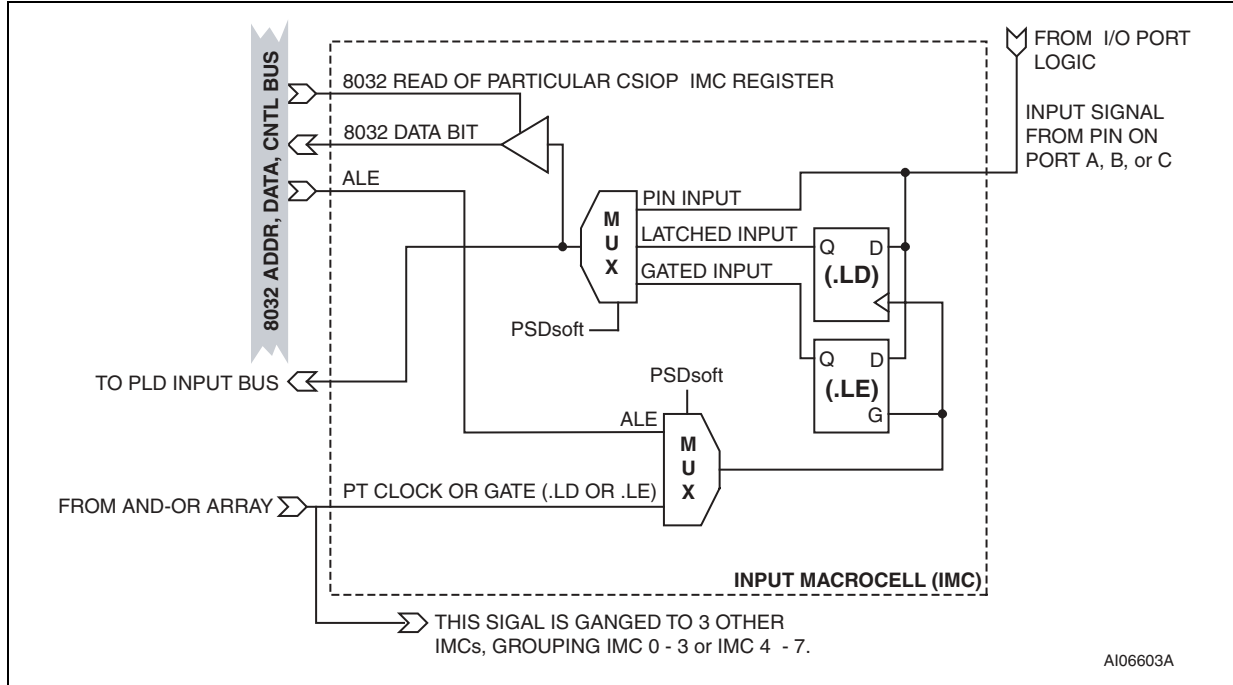 FROM I/O PORT
LOGIC
8032 ADDR, DATA, CNTL BUS
8032 READ OF PARTICULAR CSIOP IMC REGISTER
INPUT SIGNAL
FROM PIN ON
PORT A, B, or C
8032 DATA BIT
ALE
PIN INPUT
M
U
X
LATCHED INPUT
Q D
(.LD)
GATED INPUT
PSDsoft
Q D
(.LE)
G
TO PLD INPUT BUS
PSDsoft
ALE
M
U
X
PT CLOCK OR GATE (.LD OR .LE)
FROM AND-OR ARRAY
INPUT MACROCELL (IMC)
THIS SIGAL IS GANGED TO 3 OTHER
IMCs, GROUPING IMC 0 - 3 or IMC 4 - 7.
AI06603A